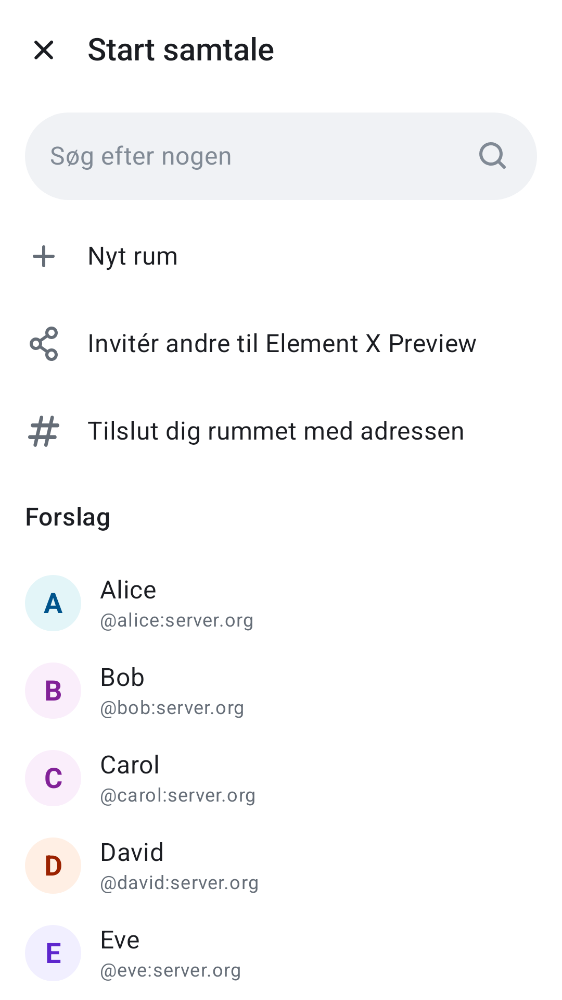 Start samtale
Søg efter nogen
Nyt rum
Invitér andre til Element X Preview
Tilslut dig rummet med adressen
Forslag
A
Alice
@alice:server.org
B
Bob
@bob:server.org
C
Carol
@carol:server.org
D
David
@david:server.org
E
Eve
@eve:server.org